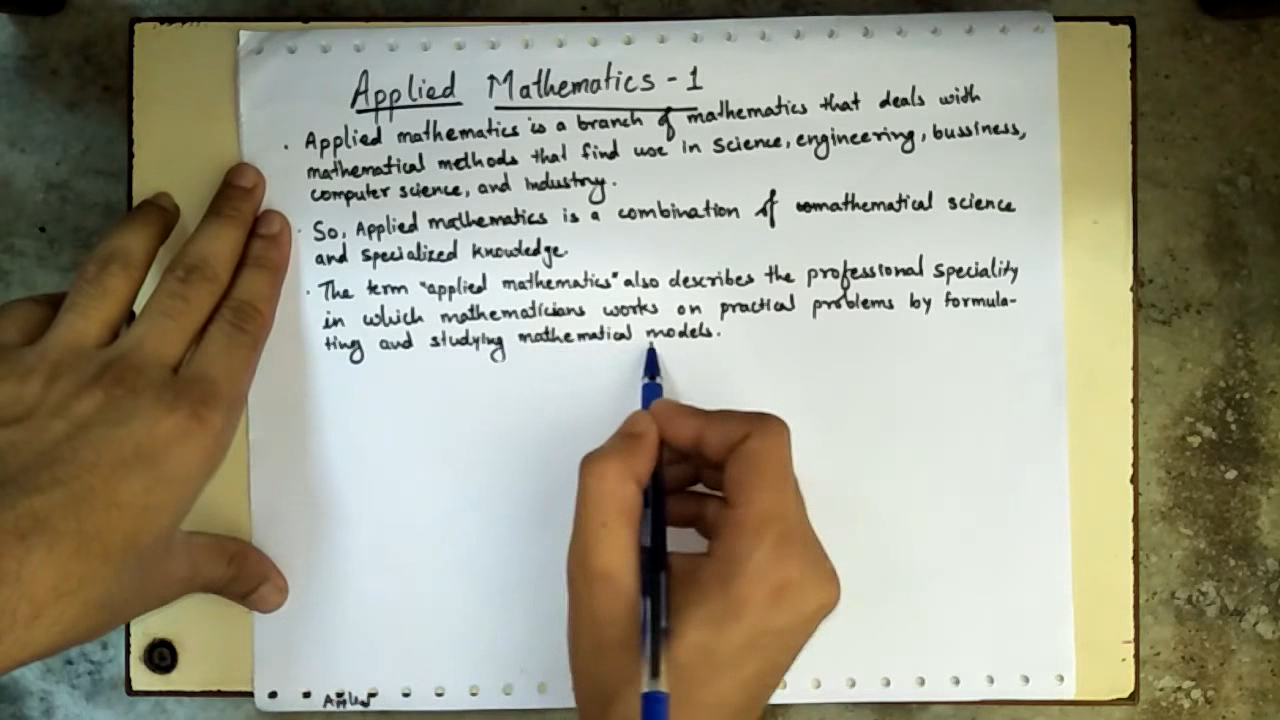 Applied Mathematics - 1
. Applied mathematics is a branch of mathematics that deals with
mathematical methods that find use in science, engineering, bussiness,
computer science, and industry.
. So, Applied mathematics is a combination of mathematical science
and specialized knowledge.
. The term "applied mathematics" also describes the professional speciality
in which mathematicians works on practical problems by formula-
ting and studying mathematical models.